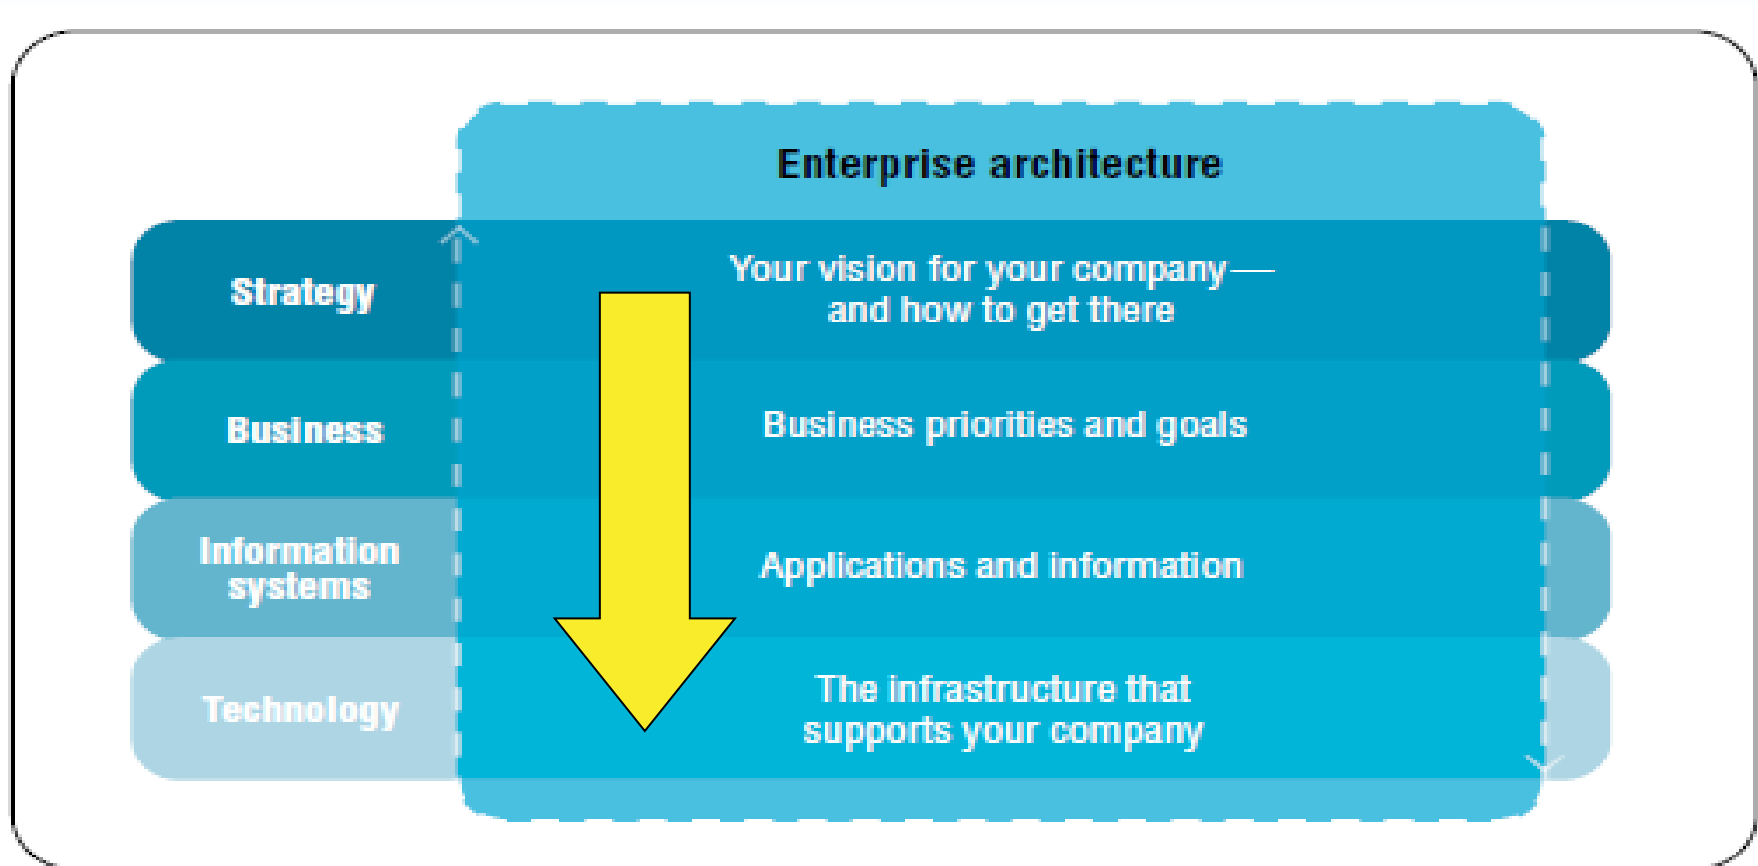 Enterprise architecture
Strategy
Your vision for your company—
and how to get there
Business
Business priorities and goals
Information
systems
Applications and information
Technology
The infrastructure that
supports your company